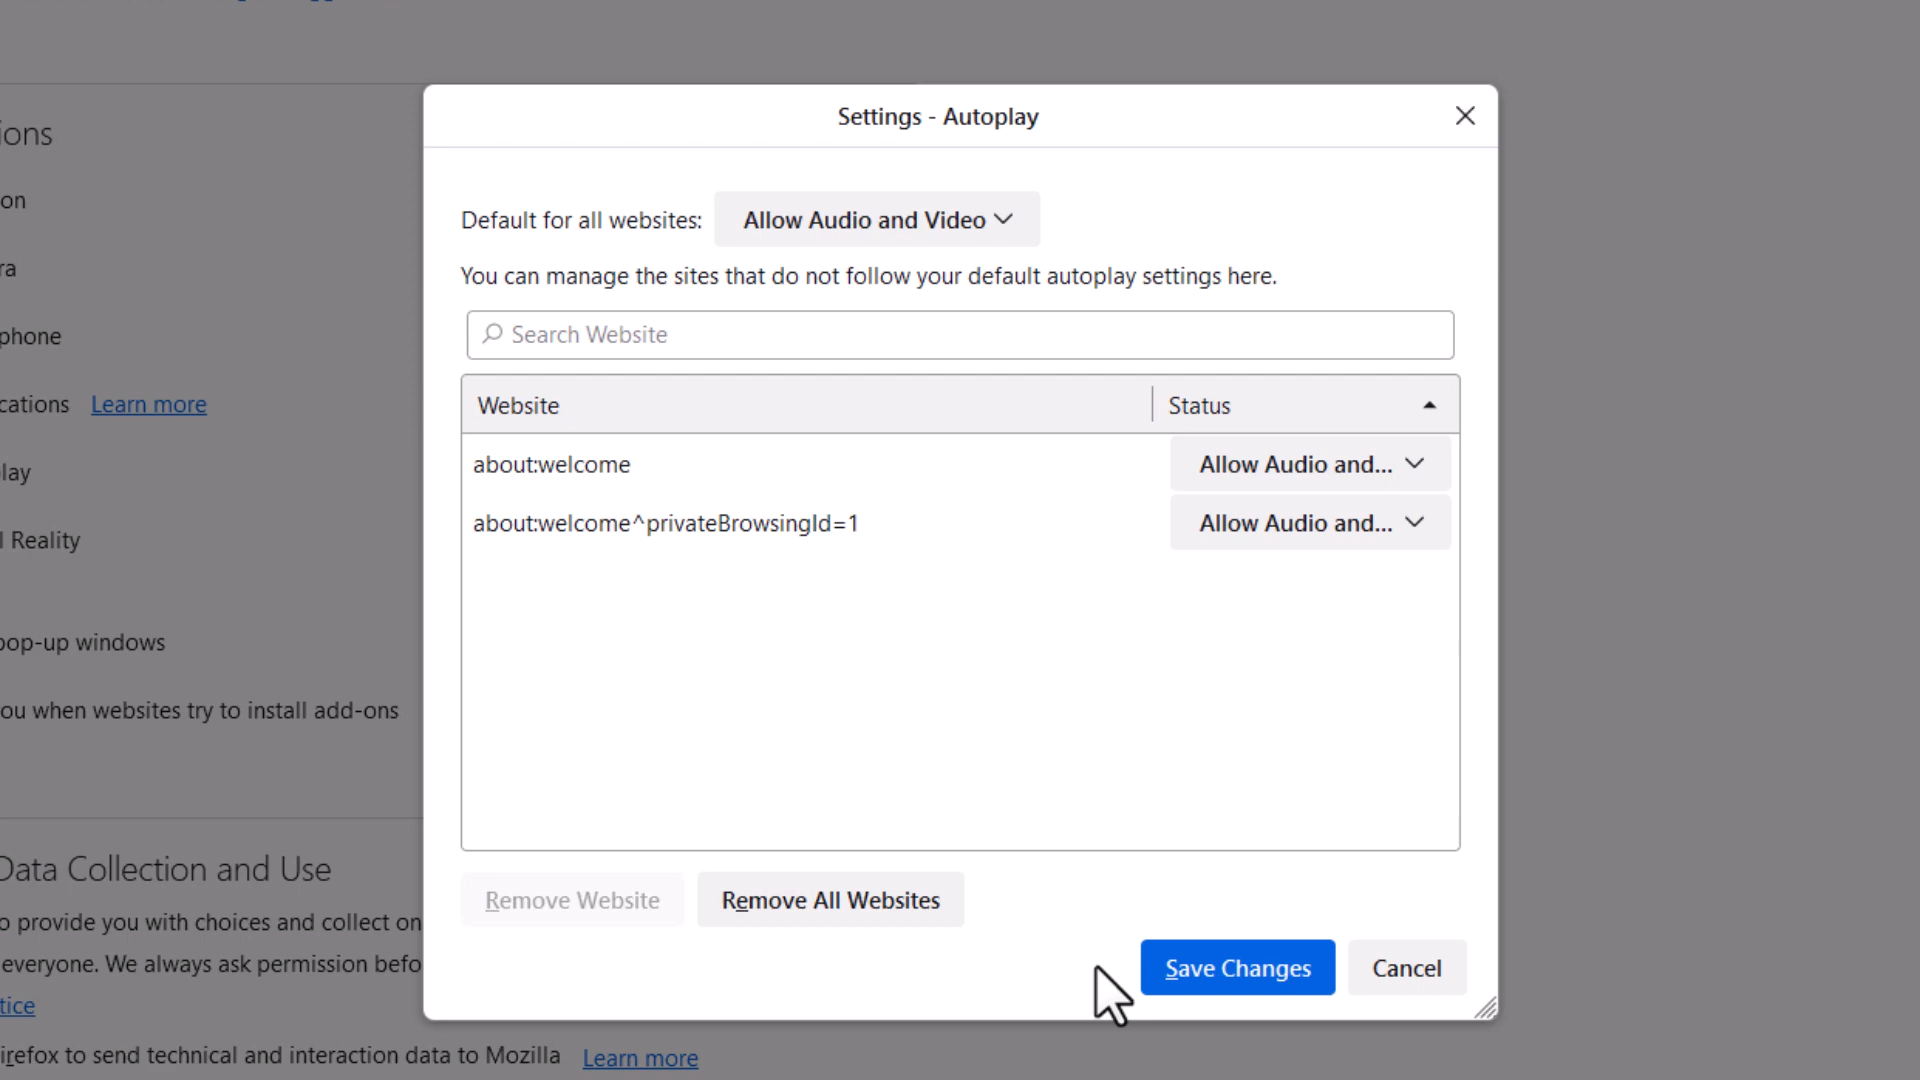 Settings - Autoplay
Default for all websites: Allow Audio and Video
You can manage the sites that do not follow your default autoplay settings here.
Search Website
Website Status
about:welcome Allow Audio and...
about:welcome^privateBrowsingId=1 Allow Audio and...
Remove Website Remove All Websites
Save Changes Cancel
ions
on
ra
phone
cations Learn more
lay
l Reality
pop-up windows
ou when websites try to install add-ons
Data Collection and Use
o provide you with choices and collect on
everyone. We always ask permission befo
tice
irefox to send technical and interaction data to Mozilla Learn more